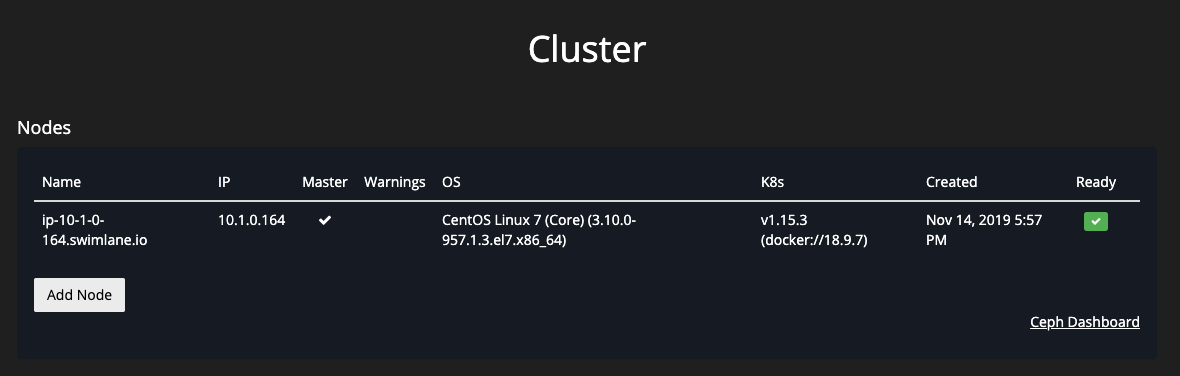 Cluster
Nodes
Name IP Master Warnings OS K8s Created Ready
ip-10-1-0- 10.1.0.164 CentOS Linux 7 (Core) (3.10.0- v1.15.3 Nov 14, 2019 5:57
164.swimlane.io 957.1.3.el7.x86_64) (docker://18.9.7) PM
Add Node
Ceph Dashboard